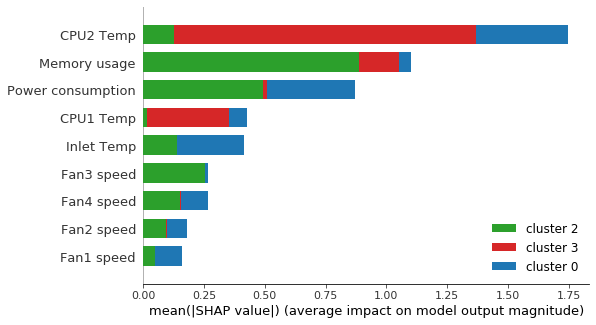 CPU2 Temp
Memory usage
Power consumption
CPU1 Temp
Inlet Temp
Fan3 speed
Fan4 speed
Fan2 speed
Fan1 speed
cluster 2
cluster 3
cluster 0
0.00 0.25 0.50 0.75 1.00 1.25 1.50 1.75
mean(|SHAP value|) (average impact on model output magnitude)